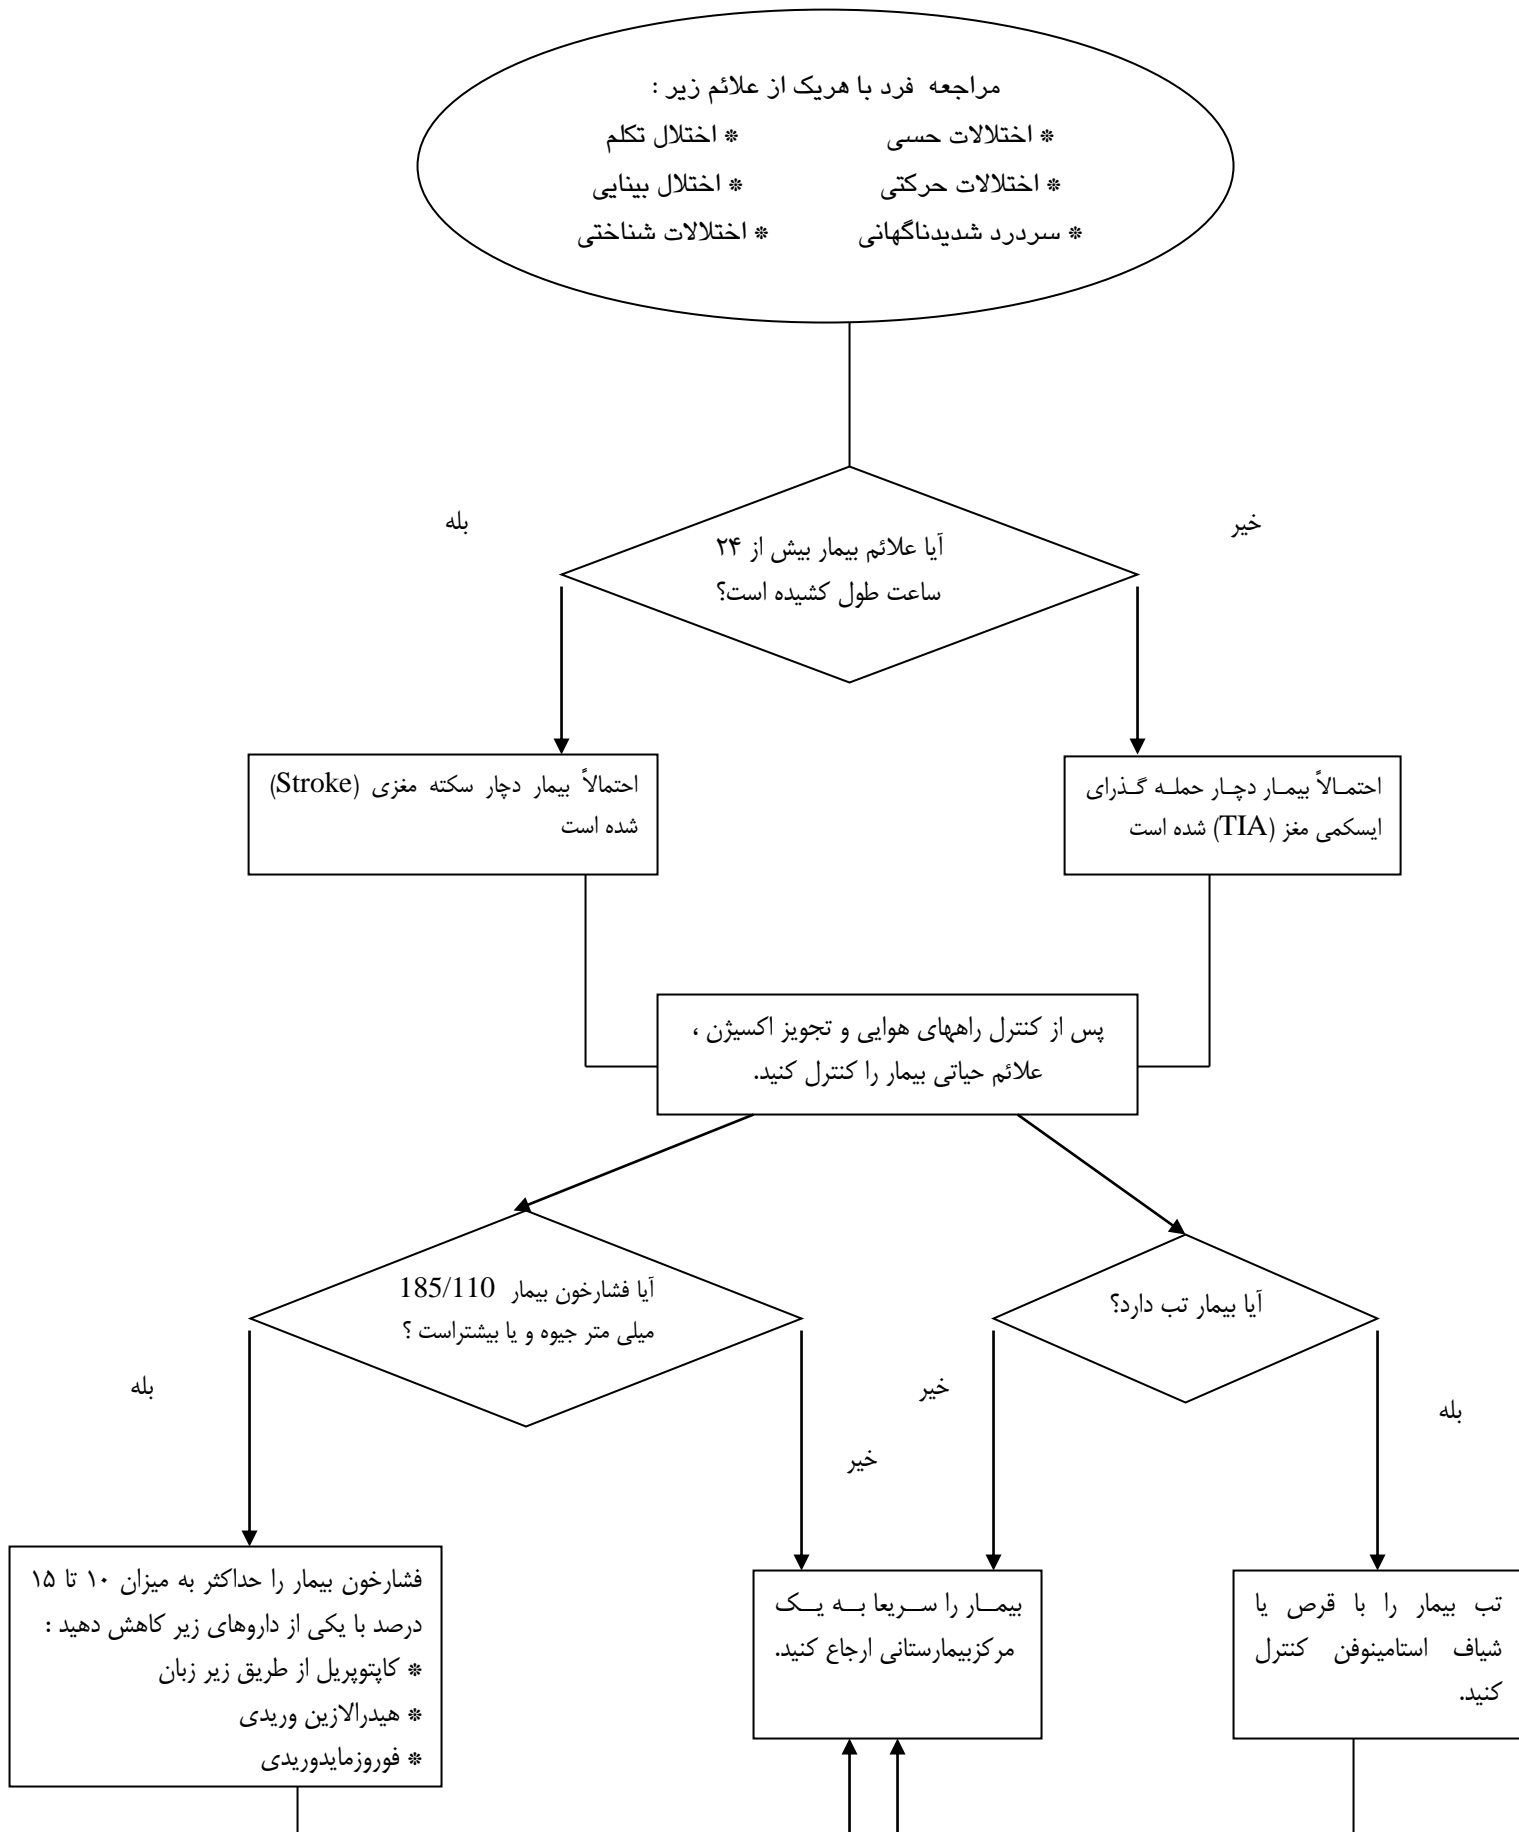 مراجعه فرد با هریک از علائم زیر :
* اختلالات حسی * اختلال تکلم
* اختلالات حرکتی * اختلال بینایی
* سردرد شدیدناگهانی * اختلالات شناختی
خیر
بله
آیا علائم بیمار بیش از ۲۴
ساعت طول کشیده است؟
احتمالاً بیمار دچار حمله گذرای
ایسکمی مغز (TIA) شده است
احتمالاً بیمار دچار سکته مغزی (Stroke)
شده است
پس از کنترل راههای هوایی و تجویز اکسیژن ،
علائم حیاتی بیمار را کنترل کنید.
آیا بیمار تب دارد؟
آیا فشارخون بیمار 185/110
میلی متر جیوه و یا بیشتراست ؟
بله
خیر
خیر
بله
تب بیمار را با قرص یا
شیاف استامینوفن کنترل
کنید.
بیمار را سریعا به یک
مرکزبیمارستانی ارجاع کنید.
فشارخون بیمار را حداکثر به میزان ۱۰ تا ۱۵
درصد با یکی از داروهای زیر کاهش دهید :
* کاپتوپریل از طریق زیر زبان
* هیدرالازین وریدی
* فوروزمایدوریدی